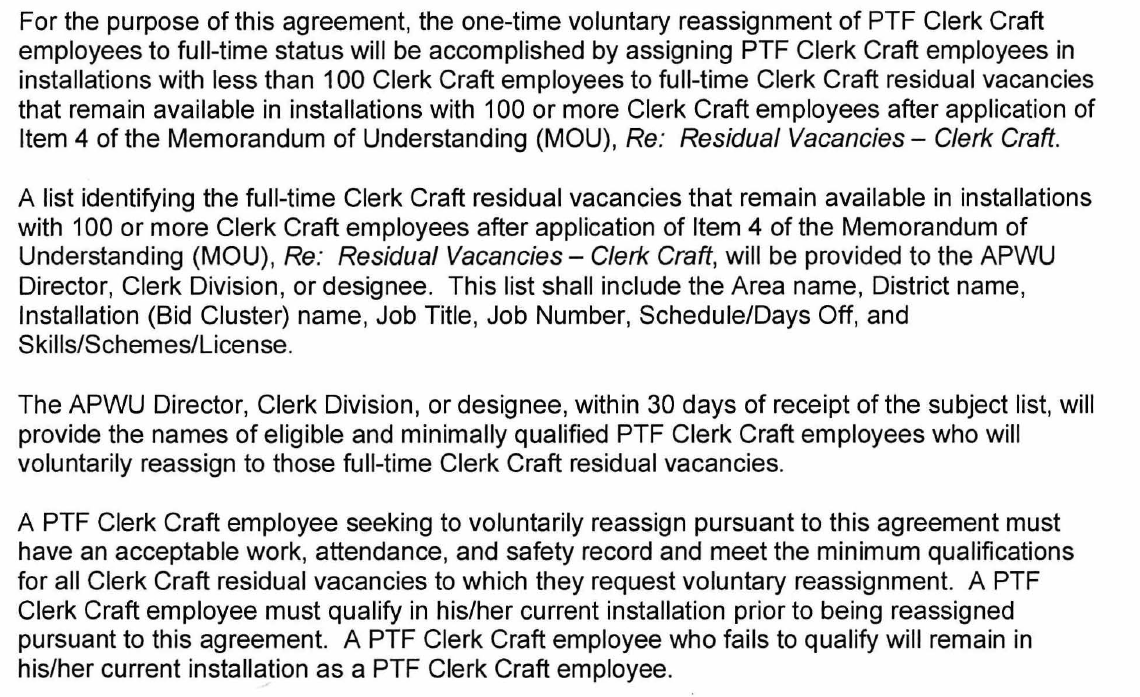 For the purpose of this agreement, the one-time voluntary reassignment of PTF Clerk Craft
employees to full-time status will be accomplished by assigning PTF Clerk Craft employees in
installations with less than 100 Clerk Craft employees to full-time Clerk Craft residual vacancies
that remain available in installations with 100 or more Clerk Craft employees after application of
Item 4 of the Memorandum of Understanding (MOU), Re:  Residual Vacancies – Clerk Craft.

A list identifying the full-time Clerk Craft residual vacancies that remain available in installations
with 100 or more Clerk Craft employees after application of Item 4 of the Memorandum of
Understanding (MOU), Re:  Residual Vacancies – Clerk Craft, will be provided to the APWU
Director, Clerk Division, or designee.  This list shall include the Area name, District name,
Installation (Bid Cluster) name, Job Title, Job Number, Schedule/Days Off, and
Skills/Schemes/License.

The APWU Director, Clerk Division, or designee, within 30 days of receipt of the subject list, will
provide the names of eligible and minimally qualified PTF Clerk Craft employees who will
voluntarily reassign to those full-time Clerk Craft residual vacancies.

A PTF Clerk Craft employee seeking to voluntarily reassign pursuant to this agreement must
have an acceptable work, attendance, and safety record and meet the minimum qualifications
for all Clerk Craft residual vacancies to which they request voluntary reassignment.  A PTF
Clerk Craft employee must qualify in his/her current installation prior to being reassigned
pursuant to this agreement.  A PTF Clerk Craft employee who fails to qualify will remain in
his/her current installation as a PTF Clerk Craft employee.